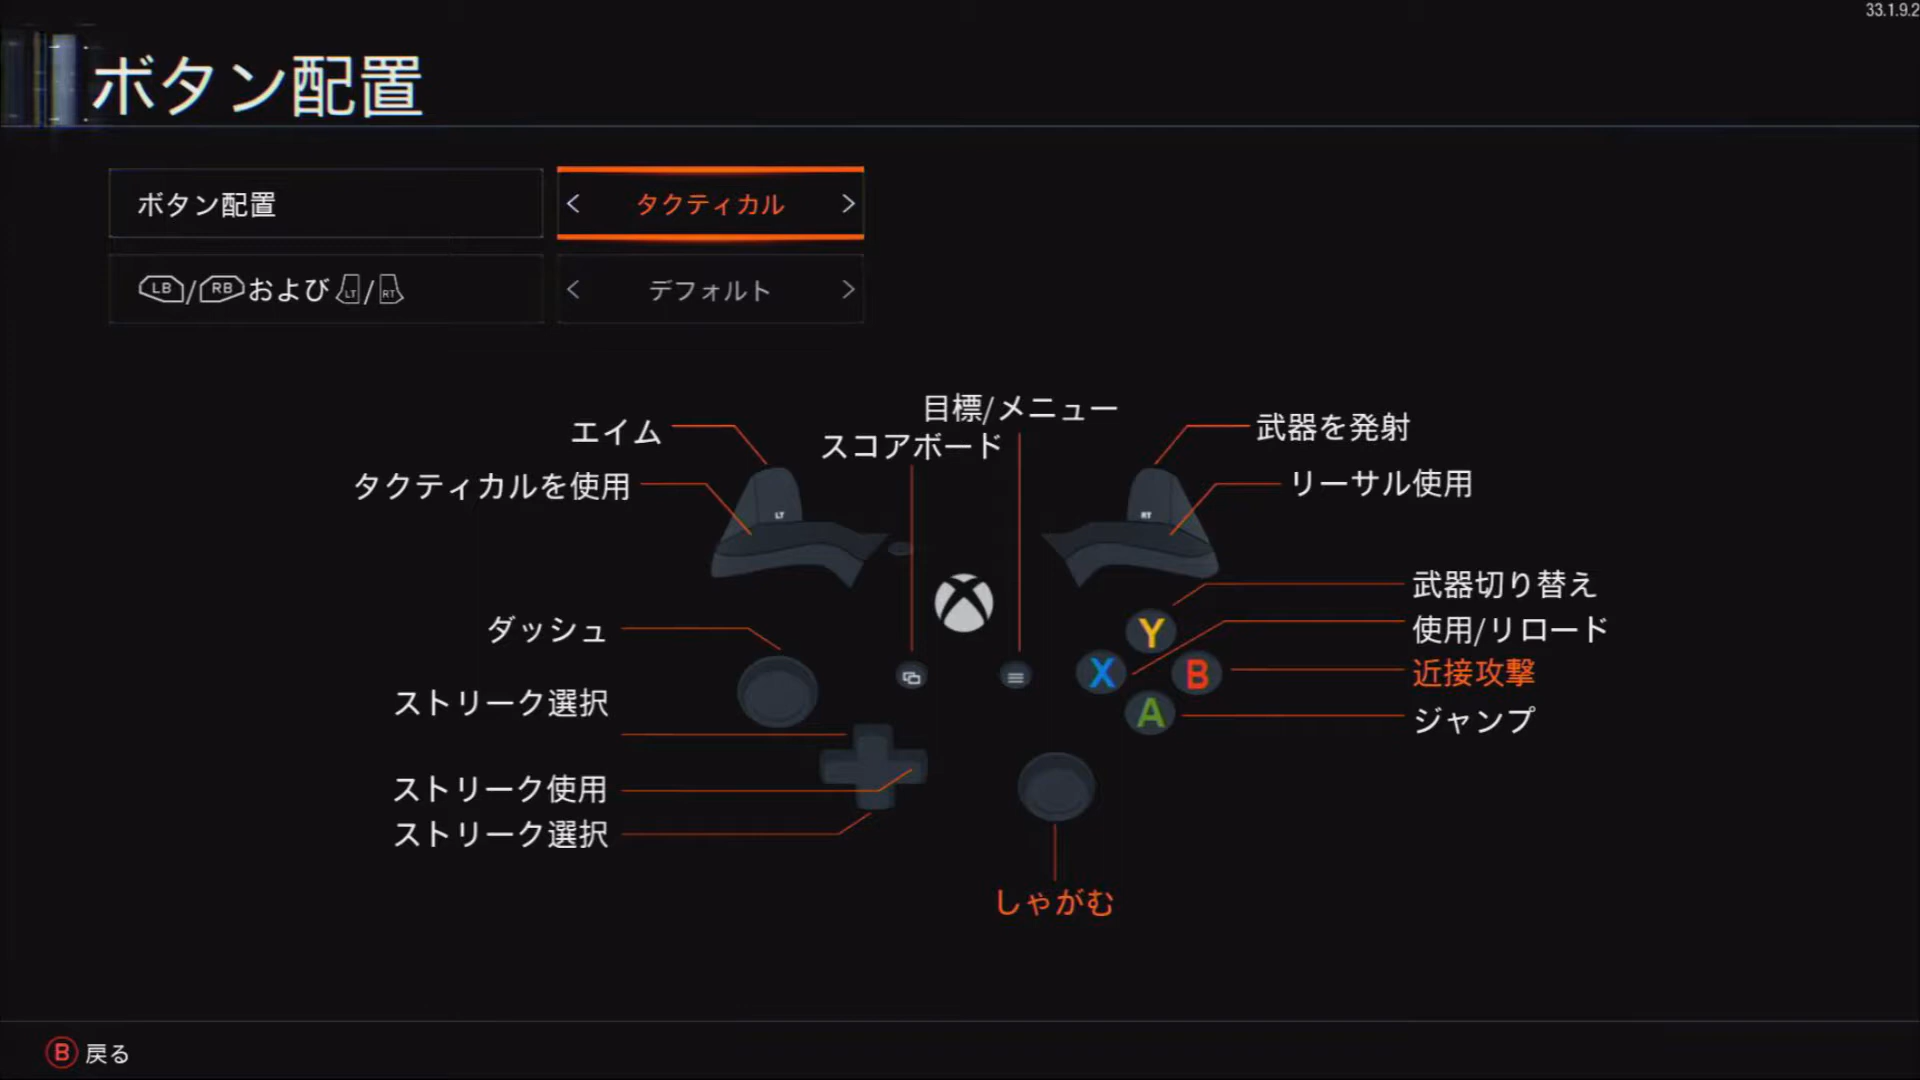 33.1.9.2
ボタン配置
ボタン配置
タクティカル
LB/RBおよびLT/RT
デフォルト
目標/メニュー
エイム
スコアボード
武器を発射
タクティカルを使用
リーサル使用
LT
RT
武器切り替え
ダッシュ
Y
使用/リロード
X
B
近接攻撃
ストリーク選択
A
ジャンプ
ストリーク使用
ストリーク選択
しゃがむ
B 戻る